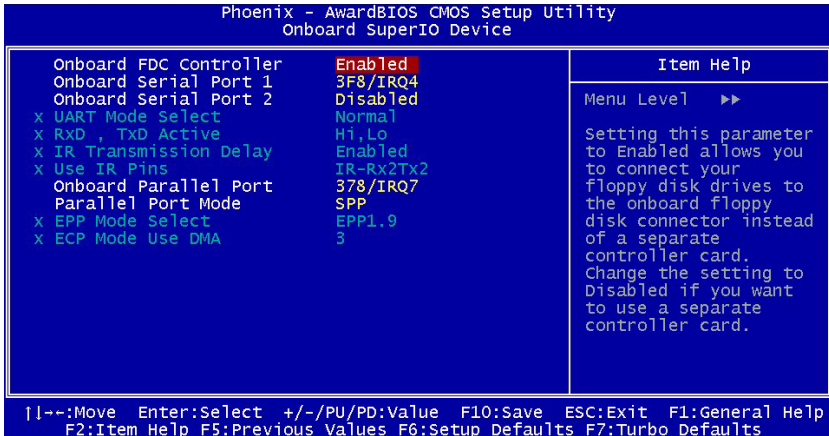 Phoenix - AwardBIOS CMOS Setup Utility
Onboard SuperIO Device
Onboard FDC Controller Enabled
Onboard Serial Port 1 3F8/IRQ4
Onboard Serial Port 2 Disabled
x UART Mode Select Normal
x RxD , TxD Active Hi,Lo
x IR Transmission Delay Enabled
x Use IR Pins IR-Rx2Tx2
Onboard Parallel Port 378/IRQ7
Parallel Port Mode SPP
x EPP Mode Select EPP1.9
x ECP Mode Use DMA 3
Item Help
Menu Level ►►
Setting this parameter
to Enabled allows you
to connect your
floppy disk drives to
the onboard floppy
disk connector instead
of a separate
controller card.
Change the setting to
Disabled if you want
to use a separate
controller card.
↑↓→←:Move Enter:Select +/-/PU/PD:Value F10:Save ESC:Exit F1:General Help
F2:Item Help F5:Previous Values F6:Setup Defaults F7:Turbo Defaults